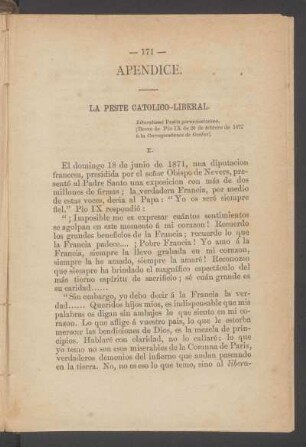 — 171 —
APENDICE.
LA PESTE CATOLICO-LIBERAL.
Liberalismi Pestis perniciosissima.
(Breve de Pio IX de de febrero de 1872
á la Correspondance de
I.
El domingo 18 de junio de 1871, una diputacion
francesa, presidida por el señor Obispo de Nevers, pre-
sentó al Padre Santo una exposicion con más de dos
millones de firmas; la verdadera Francia, por medio
de estas voces, decia al Papa: "Yo os seré siempre
fiel." Pio IX respondió:
"¡Imposible me es expresar cuántos sentimientos
se agolpan en este momento á mi corazon! Recuerdo
los grandes beneficios de la Francia; recuerdo lo que
la Francia padece....; ¡Pobre Francia! Yo amo á la
Francia, siempre la llevo grabada en mi corazon,
siempre la he amado, siempre la amaré! Reconozco
que siempre ha brindado el magnífico espectáculo del
más tierno espíritu de sacrificio; sé cuán grande es
su caridad......
"Sin embargo, yo debo decir á la Francia la ver-
dad...... Queridos hijos mios, es indispensable que mis
palabras os digan sin ambajes lo que siento en mi co-
razon. Lo que aflige á vuestro pais, lo que le estorba
merecer las bendiciones de Dios, es la mezcla de prin-
cipios. Hablaré con claridad, no lo callaré: lo que
yo temo no son esos miserables de la Comuna de Paris,
verdaderos demonios del infierno que andan paseando
en la tierra. No, no es eso lo que temo, sino al libera-